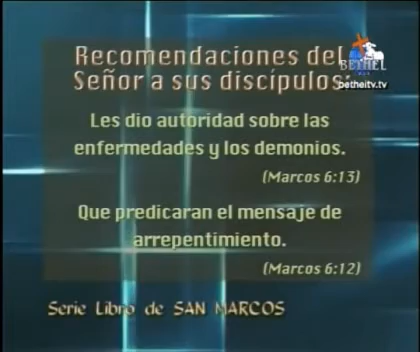 Recomendaciones del
Señor a sus discípulos:
BETHEL
betheltv.tv
Les dio autoridad sobre las
enfermedades y los demonios.
(Marcos 6:13)
Que predicaran el mensaje de
arrepentimiento.
(Marcos 6:12)
Serie Libro de SAN MARCOS